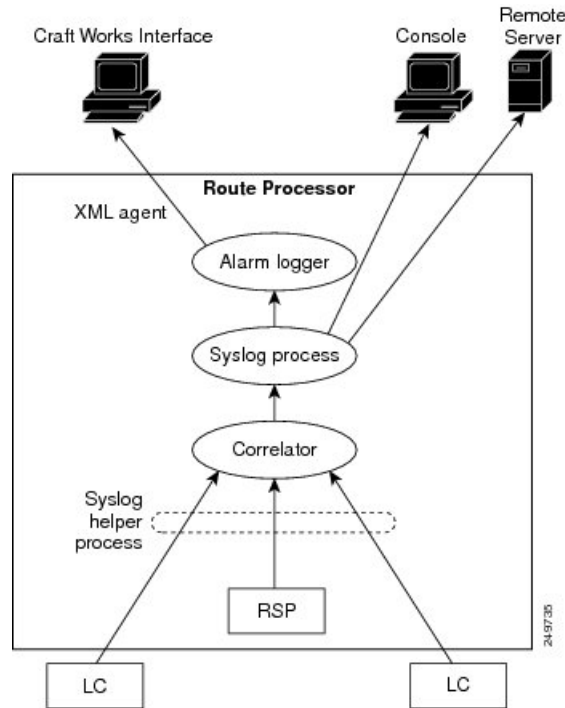 Craft Works Interface
Console
Remote
Server
Route Processor
XML agent
Alarm logger
Syslog process
Correlator
Syslog
helper
process
RSP
LC
LC
249735